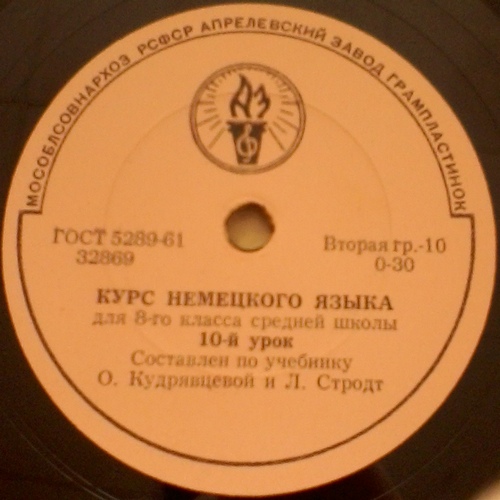 МОСОБЛСОВНАРХОЗ РСФСР АПРЕЛЕВСКИЙ ЗАВОД ГРАМПЛАСТИНОК
АЗ
ГОСТ 5289-61
32869
Вторая гр.-10
0-30
КУРС НЕМЕЦКОГО ЯЗЫКА
для 8-го класса средней школы
10-й урок
Составлен по учебнику
О. Кудрявцевой и Л. Стродт